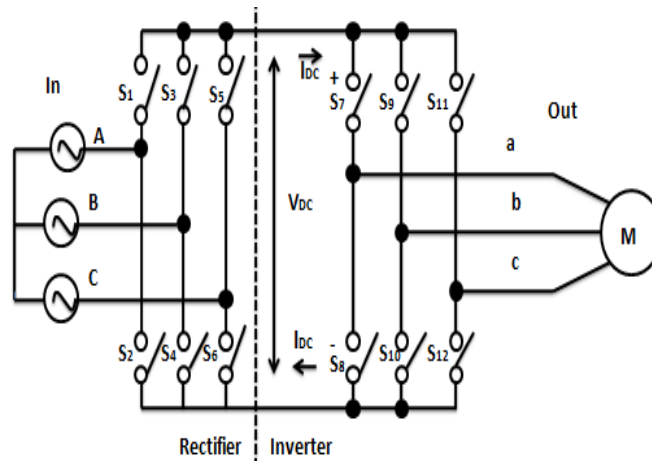 In
S1
S3
S5
IDC
+
S7
S9
S11
Out
A
a
B
VDC
b
M
C
c
S2
S4
S6
IDC
-
S8
S10
S12
Rectifier
Inverter